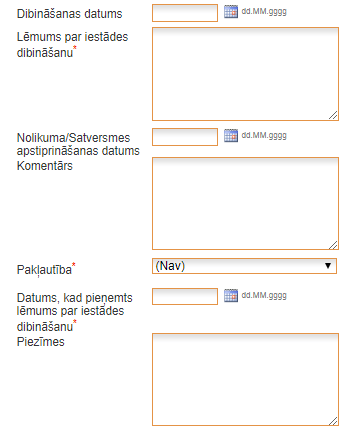 Dibināšanas datums
dd.MM.gggg
Lēmums par iestādes
dibināšanu*
Nolikuma/Satversmes
apstiprināšanas datums
dd.MM.gggg
Komentārs
Pakļautība*
(Nav)
Datums, kad pieņemts
lēmums par iestādes
dibināšanu*
dd.MM.gggg
Piezīmes